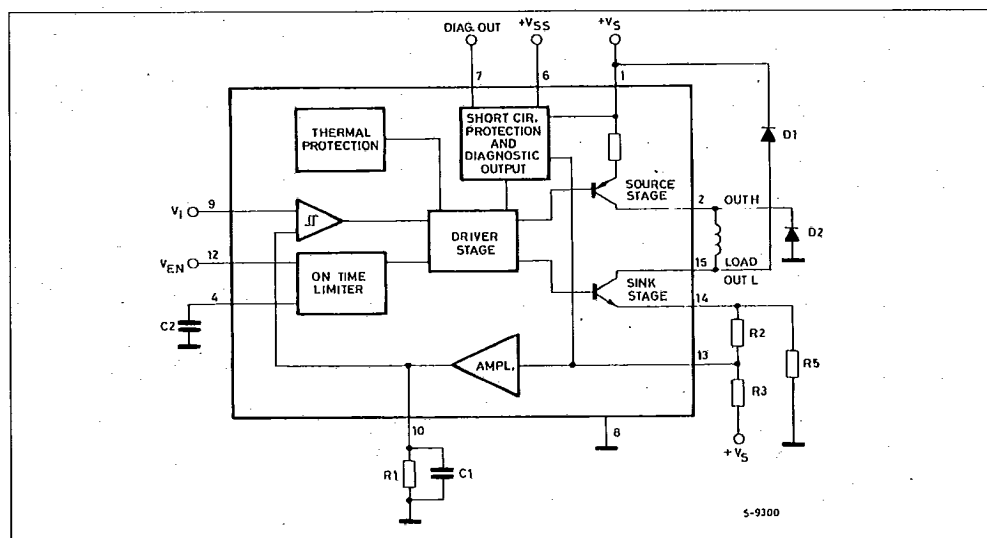 DIAG. OUT
+VSS
+VS
7
6
1
THERMAL
PROTECTION
SHORT CIR.
PROTECTION
AND
DIAGNOSTIC
OUTPUT
D1
SOURCE
STAGE
2
OUT H
Vi
9
DRIVER
STAGE
D2
VEN
12
ON TIME
LIMITER
15
LOAD
OUT L
SINK
STAGE
4
14
C2
R2
AMPL.
13
R5
R3
10
8
+VS
R1
C1
S-9300